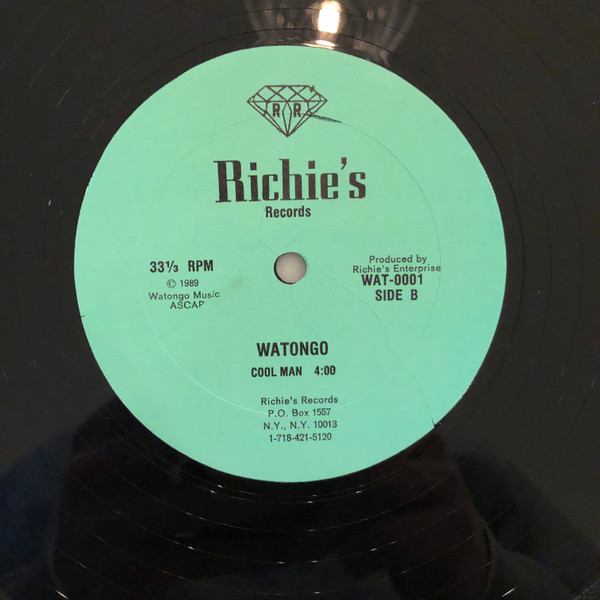 R R
Richie's
Records
33⅓ RPM
© 1989
Watongo Music
ASCAP
Produced by
Richie's Enterprise
WAT-0001
SIDE B
WATONGO
COOL MAN 4:00
Richie's Records
P.O. Box 1557
N.Y., N.Y. 10013
1-718-421-5120